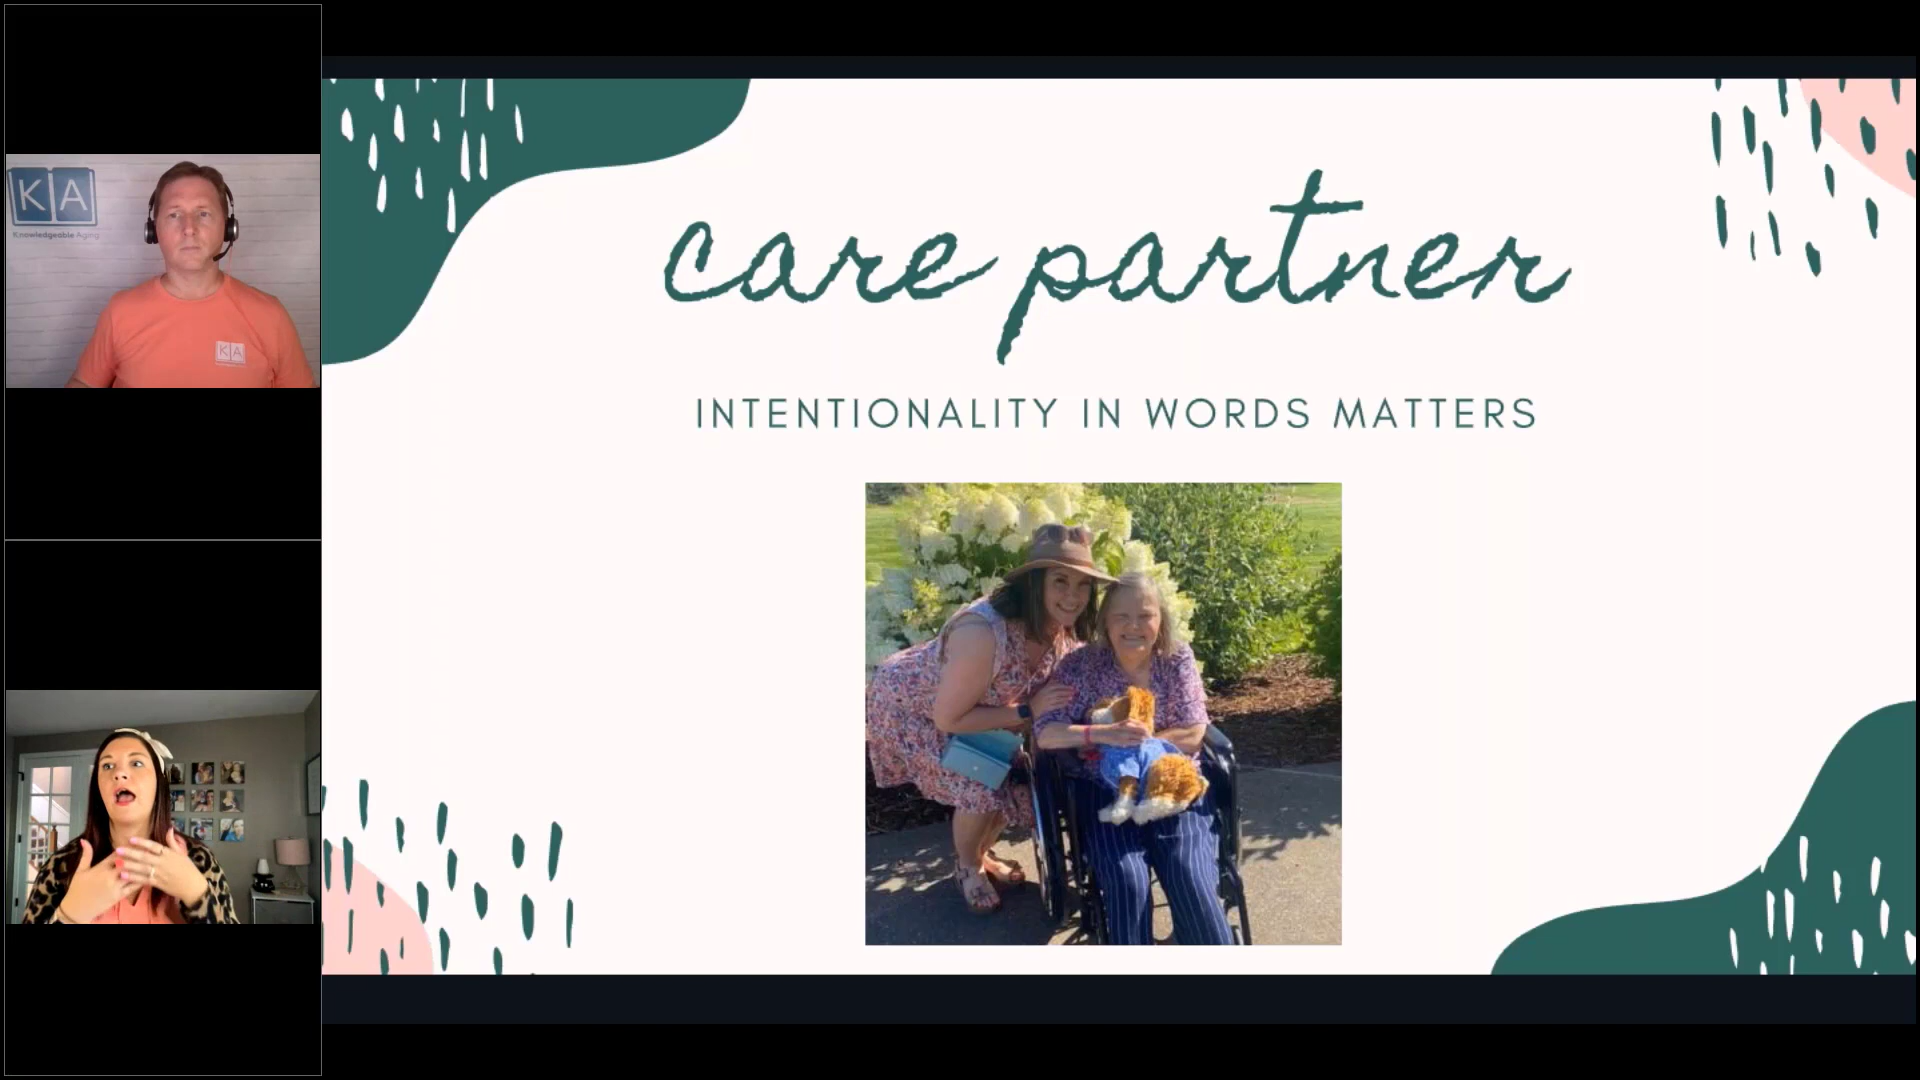 KA
Knowledgeable Aging
KA
care partner
INTENTIONALITY IN WORDS MATTERS